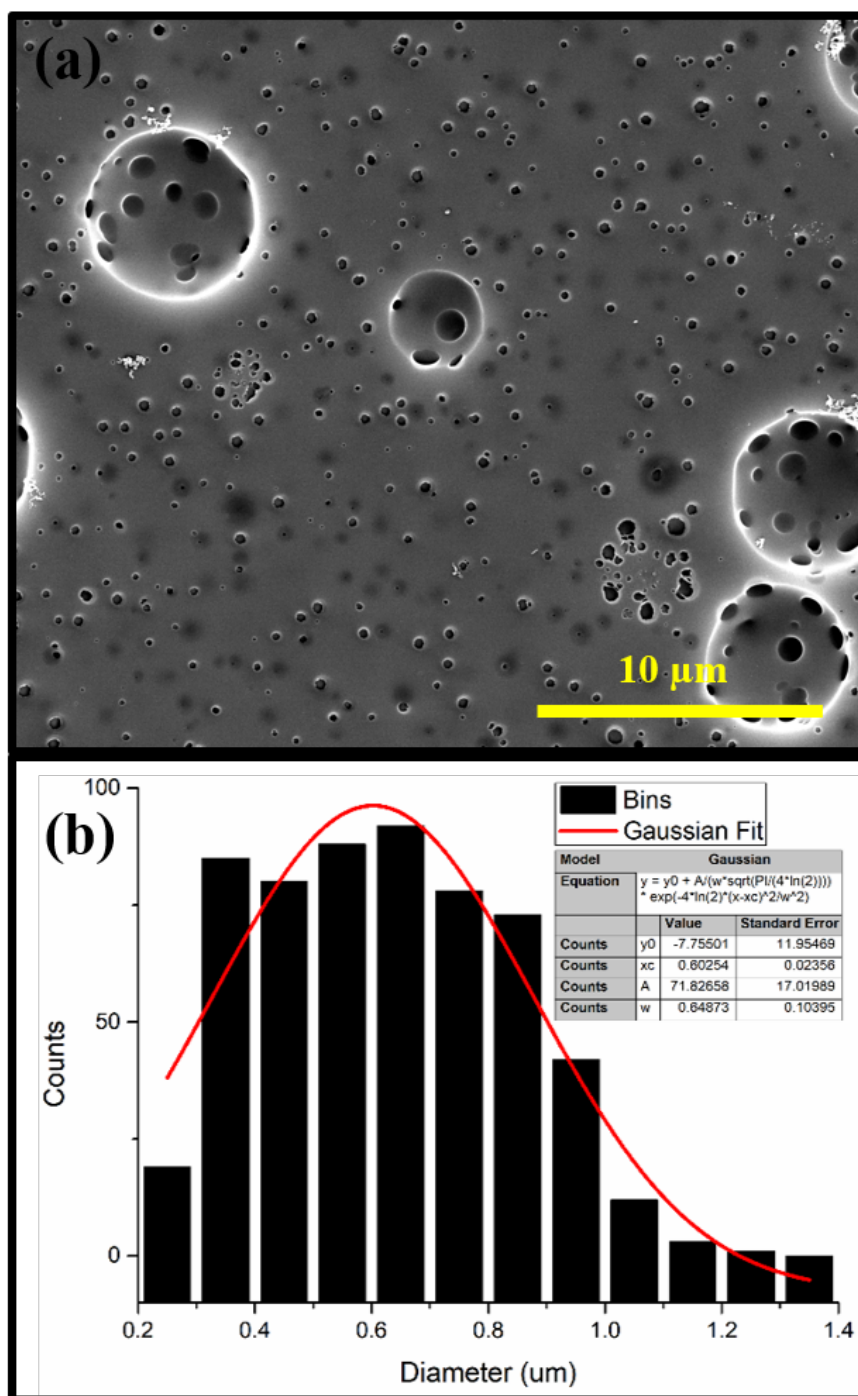 (a)
10 µm
(b)
100
50
0
Counts
Bins
Gaussian Fit
Model Gaussian
Equation y = y0 + A/(w*sqrt(PI/(4*ln(2))))
* exp(-4*ln(2)*(x-xc)^2/w^2)
Value Standard Error
Counts y0 -7.75501 11.95469
Counts xc 0.60254 0.02356
Counts A 71.82658 17.01989
Counts w 0.64873 0.10395
0.2 0.4 0.6 0.8 1.0 1.2 1.4
Diameter (um)